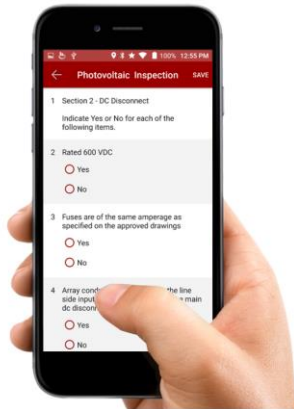 100% 12:55 PM
Photovoltaic Inspection SAVE
1 Section 2 - DC Disconnect
Indicate Yes or No for each of the
following items.
2 Rated 600 VDC
Yes
No
3 Fuses are of the same amperage as
specified on the approved drawings
Yes
No
4 Array the line
side input main
dc
Yes
No